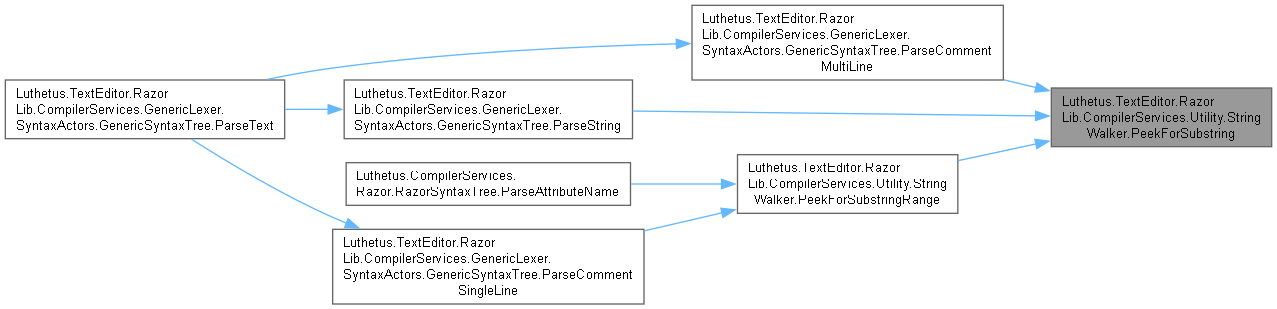 Luthetus.TextEditor.Razor
Lib.CompilerServices.GenericLexer.
SyntaxActors.GenericSyntaxTree.ParseComment
MultiLine
Luthetus.TextEditor.Razor
Lib.CompilerServices.GenericLexer.
SyntaxActors.GenericSyntaxTree.ParseText
Luthetus.TextEditor.Razor
Lib.CompilerServices.GenericLexer.
SyntaxActors.GenericSyntaxTree.ParseString
Luthetus.TextEditor.Razor
Lib.CompilerServices.Utility.String
Walker.PeekForSubstring
Luthetus.CompilerServices.
Razor.RazorSyntaxTree.ParseAttributeName
Luthetus.TextEditor.Razor
Lib.CompilerServices.Utility.String
Walker.PeekForSubstringRange
Luthetus.TextEditor.Razor
Lib.CompilerServices.GenericLexer.
SyntaxActors.GenericSyntaxTree.ParseComment
SingleLine